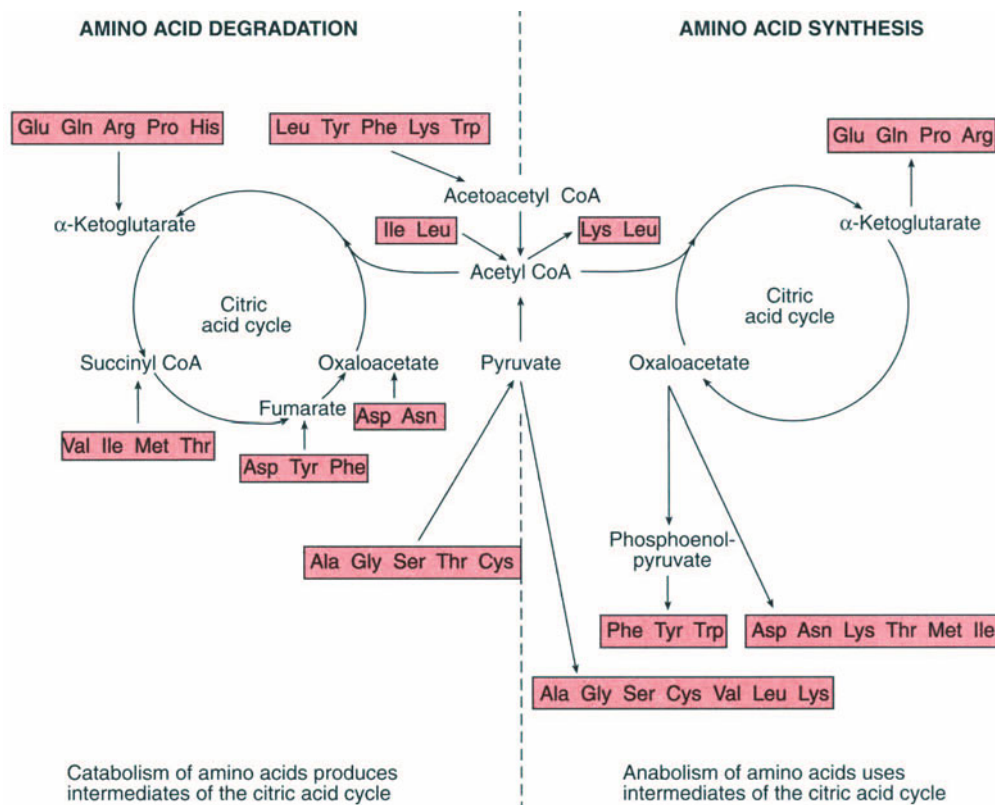 AMINO ACID DEGRADATION
AMINO ACID SYNTHESIS
Glu Gln Arg Pro His
Leu Tyr Phe Lys Trp
Glu Gln Pro Arg
Acetoacetyl CoA
α-Ketoglutarate
α-Ketoglutarate
Ile Leu
Lys Leu
Acetyl CoA
Citric
acid cycle
Citric
acid cycle
Succinyl CoA
Oxaloacetate
Pyruvate
Oxaloacetate
Fumarate
Asp Asn
Val Ile Met Thr
Asp Tyr Phe
Ala Gly Ser Thr Cys
Phosphoenol-
pyruvate
Phe Tyr Trp
Asp Asn Lys Thr Met Ile
Ala Gly Ser Cys Val Leu Lys
Catabolism of amino acids produces
intermediates of the citric acid cycle
Anabolism of amino acids uses
intermediates of the citric acid cycle